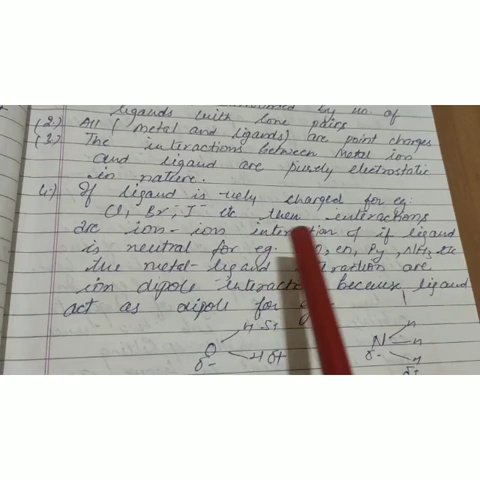 by no. of
ligands with lone pairs
(2.) All (metal and ligands) are point charges
(3.) The interactions between metal ion
and ligand are purely electrostatic
in nature.
4.) If ligand is -vely charged for eg:
Cl, Br, I- etc then interactions
are ion-ion interaction & if ligand
is neutral for eg. O, en, Py, NH3 etc
the metal-ligand are
ion dipole because ligand
act as dipole for
H
O H δ+
δ-
N H
H
δ- H